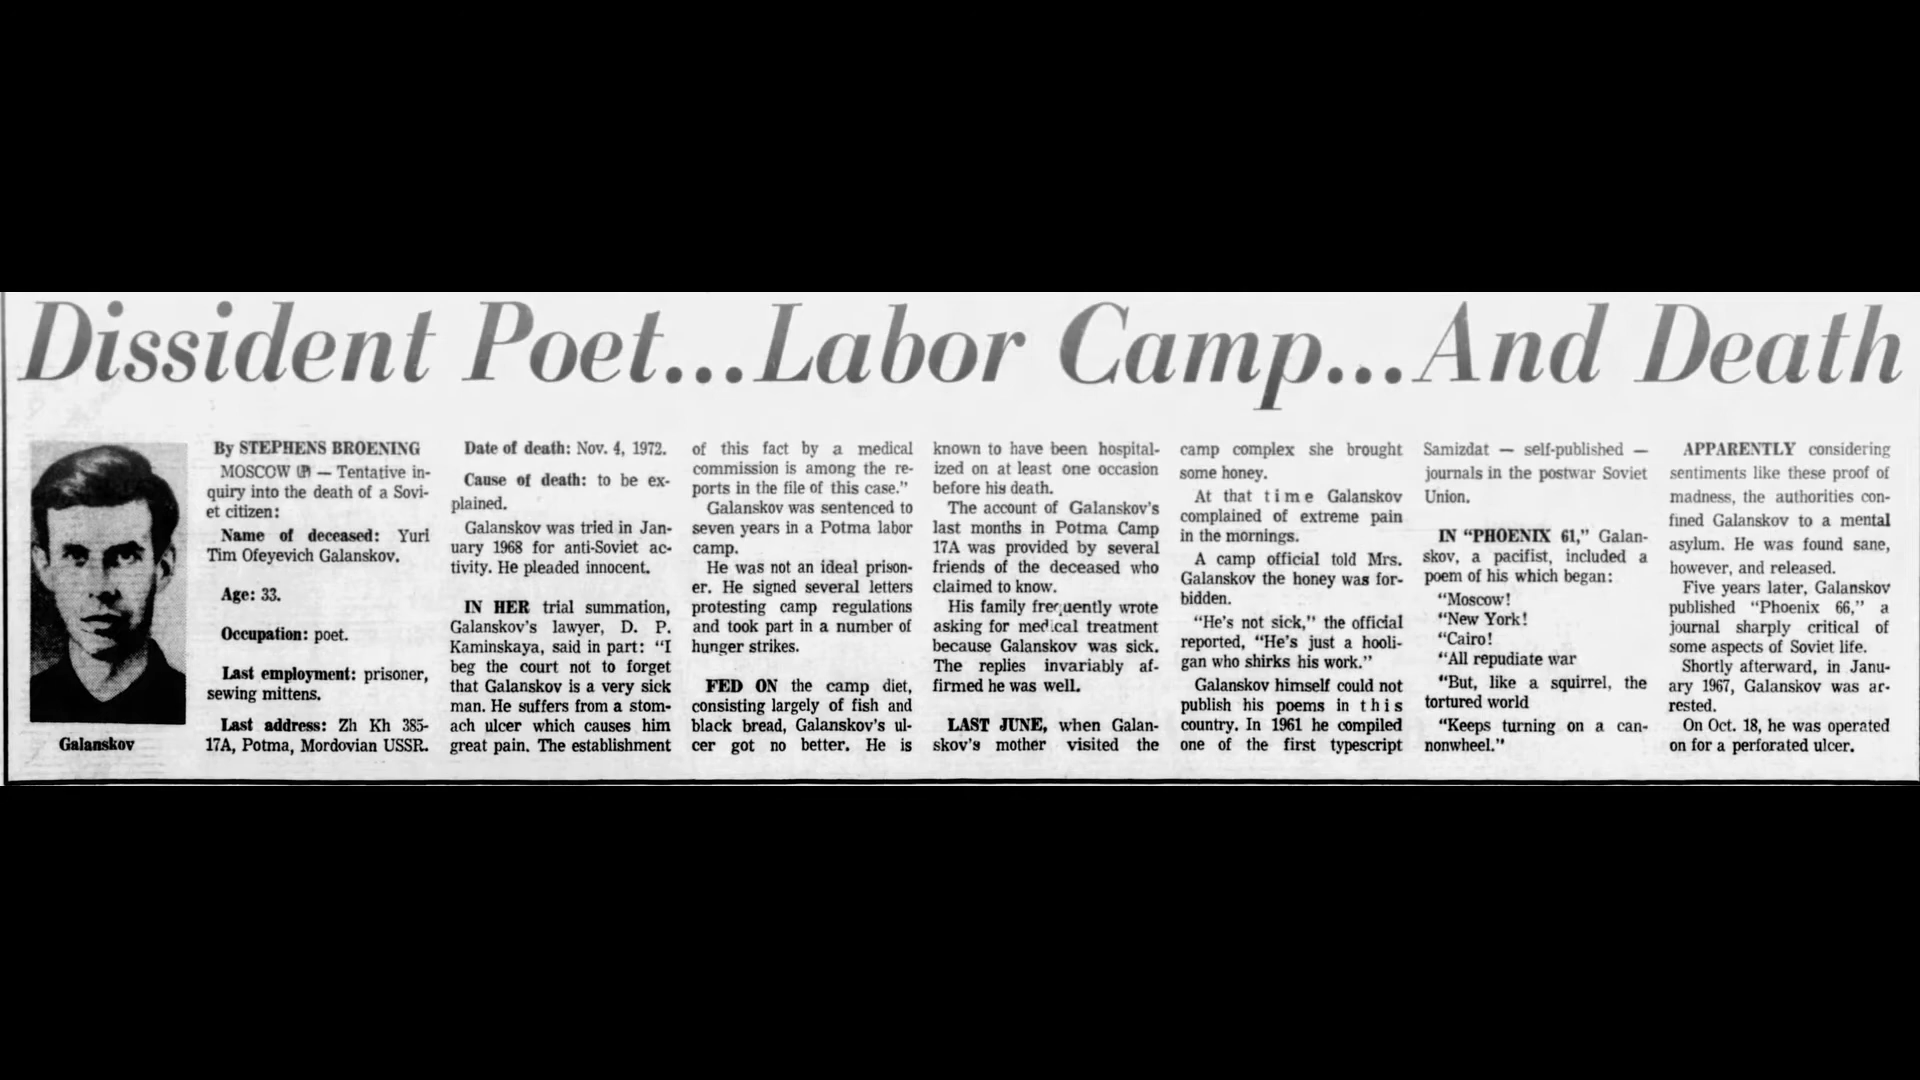 Dissident Poet...Labor Camp...And Death
Galanskov
By STEPHENS BROENING
MOSCOW (AP) — Tentative in-
quiry into the death of a Sovi-
et citizen:
Name of deceased: Yuri
Tim Ofeyevich Galanskov.
Age: 33.
Occupation: poet.
Last employment: prisoner,
sewing mittens.
Last address: Zh Kh 385-
17A, Potma, Mordovian USSR.
Date of death: Nov. 4, 1972.
Cause of death: to be ex-
plained.
Galanskov was tried in Jan-
uary 1968 for anti-Soviet ac-
tivity. He pleaded innocent.
IN HER trial summation,
Galanskov's lawyer, D. P.
Kaminskaya, said in part: "I
beg the court not to forget
that Galanskov is a very sick
man. He suffers from a stom-
ach ulcer which causes him
great pain. The establishment
of this fact by a medical
commission is among the re-
ports in the file of this case."
Galanskov was sentenced to
seven years in a Potma labor
camp.
He was not an ideal prison-
er. He signed several letters
protesting camp regulations
and took part in a number of
hunger strikes.
FED ON the camp diet,
consisting largely of fish and
black bread, Galanskov's ul-
cer got no better. He is
known to have been hospital-
ized on at least one occasion
before his death.
The account of Galanskov's
last months in Potma Camp
17A was provided by several
friends of the deceased who
claimed to know.
His family frequently wrote
asking for medical treatment
because Galanskov was sick.
The replies invariably af-
firmed he was well.
LAST JUNE, when Galan-
skov's mother visited the
camp complex she brought
some honey.
At that time Galanskov
complained of extreme pain
in the mornings.
A camp official told Mrs.
Galanskov the honey was for-
bidden.
"He's not sick," the official
reported, "He's just a hooli-
gan who shirks his work."
Galanskov himself could not
publish his poems in this
country. In 1961 he compiled
one of the first typescript
Samizdat — self-published —
journals in the postwar Soviet
Union.
IN "PHOENIX 61," Galan-
skov, a pacifist, included a
poem of his which began:
"Moscow!
"New York!
"Cairo!
"All repudiate war
"But, like a squirrel, the
tortured world
"Keeps turning on a can-
nonwheel."
APPARENTLY considering
sentiments like these proof of
madness, the authorities con-
fined Galanskov to a mental
asylum. He was found sane,
however, and released.
Five years later, Galanskov
published "Phoenix 66," a
journal sharply critical of
some aspects of Soviet life.
Shortly afterward, in Janu-
ary 1967, Galanskov was ar-
rested.
On Oct. 18, he was operated
on for a perforated ulcer.